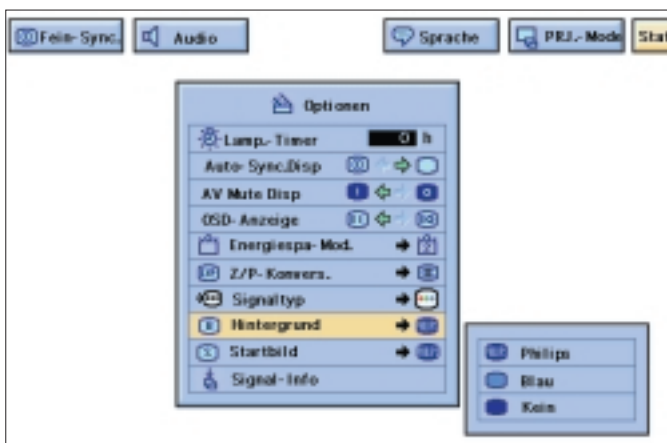 Fein-Sync. Audio Sprache PRJ.-Mode Stat
Optionen
Lamp.-Timer 0 h
Auto-Sync.Disp
AV Mute Disp
OSD-Anzeige
Energiespa-Mod.
Z/P-Konvers.
Signaltyp
Hintergrund
Startbild
Signal-Info
Philips
Blau
Kein